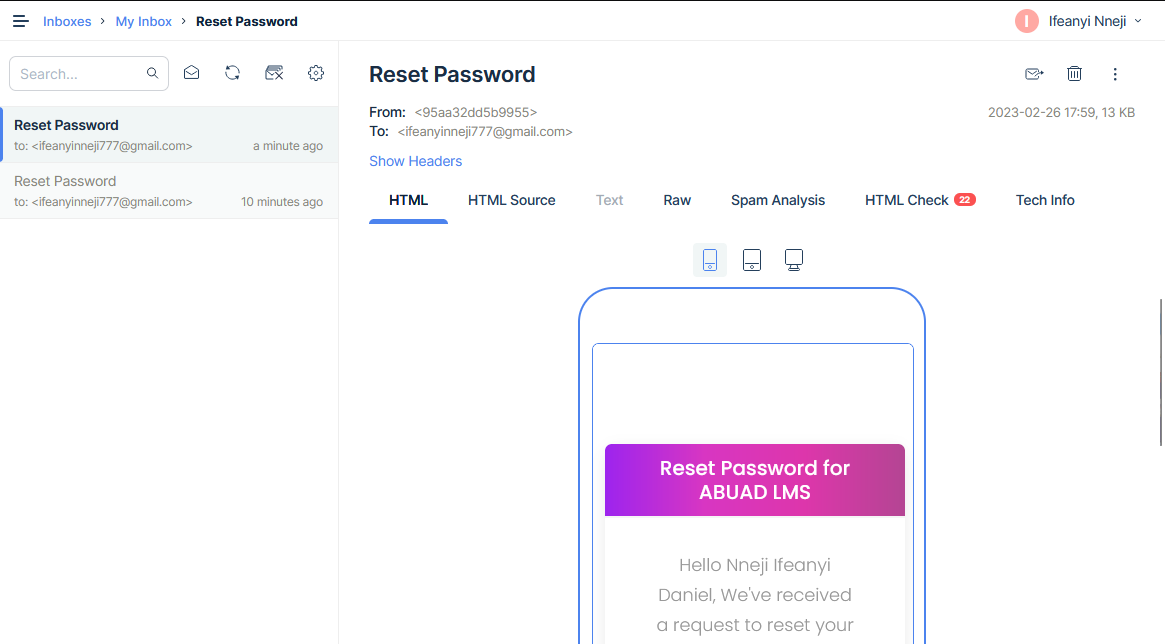 Inboxes > My Inbox > Reset Password
I Ifeanyi Nneji
Search...
Reset Password
to: <ifeanyinneji777@gmail.com> a minute ago
Reset Password
to: <ifeanyinneji777@gmail.com> 10 minutes ago
Reset Password
From: <95aa32dd5b9955> 2023-02-26 17:59, 13 KB
To: <ifeanyinneji777@gmail.com>
Show Headers
HTML HTML Source Text Raw Spam Analysis HTML Check 22 Tech Info
Reset Password for
ABUAD LMS
Hello Nneji Ifeanyi
Daniel, We've received
a request to reset your